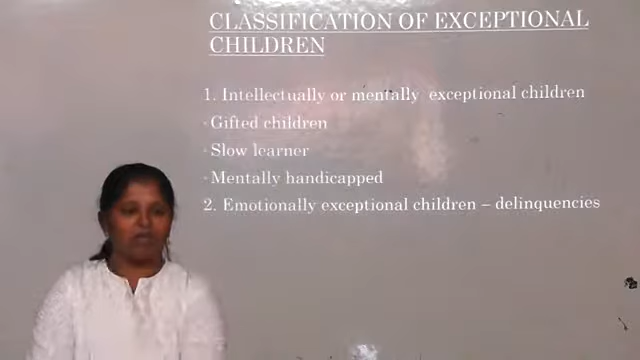 CLASSIFICATION OF EXCEPTIONAL
CHILDREN
1. Intellectually or mentally exceptional children
• Gifted children
• Slow learner
• Mentally handicapped
2. Emotionally exceptional children – delinquencies